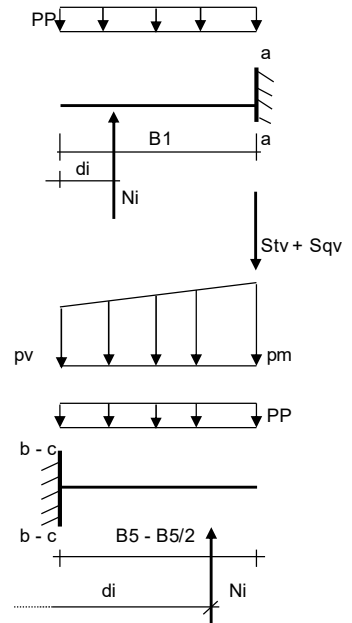 PP
a
B1
a
di
Ni
Stv + Sqv
pv
pm
PP
b - c
b - c
B5 - B5/2
di
Ni